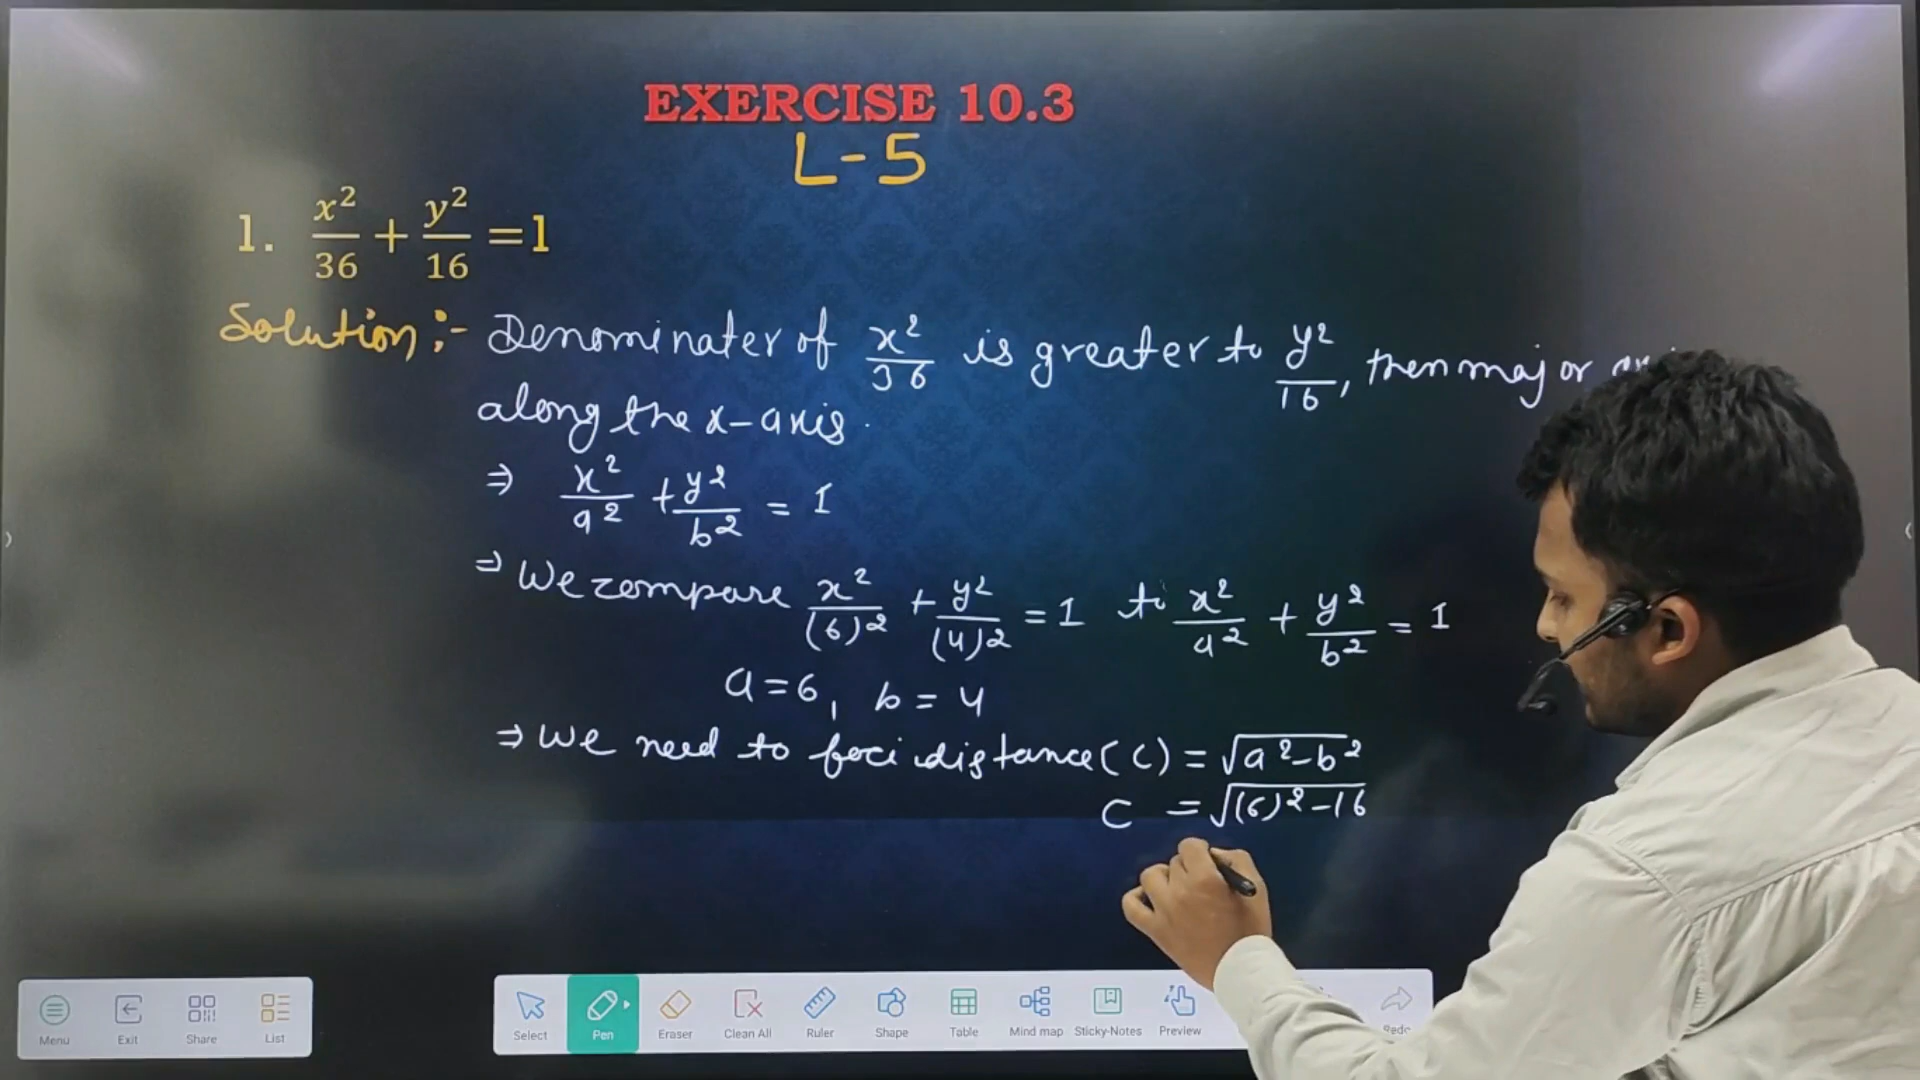 EXERCISE 10.3
L-5
1. x²/36 + y²/16 = 1
Solution:- Denominater of x²/36 is greater to y²/16, then major
along the x-axis.
⇒ x²/a² + y²/b² = 1
⇒ We compare x²/(6)² + y²/(4)² = 1 to x²/a² + y²/b² = 1
a = 6, b = 4
⇒ We need to foci distance (C) = √a²-b²
C = √(6)²-16
Menu Exit Share List
Select Pen Eraser Clean All Ruler Shape Table Mind map Sticky-Notes Preview Redo